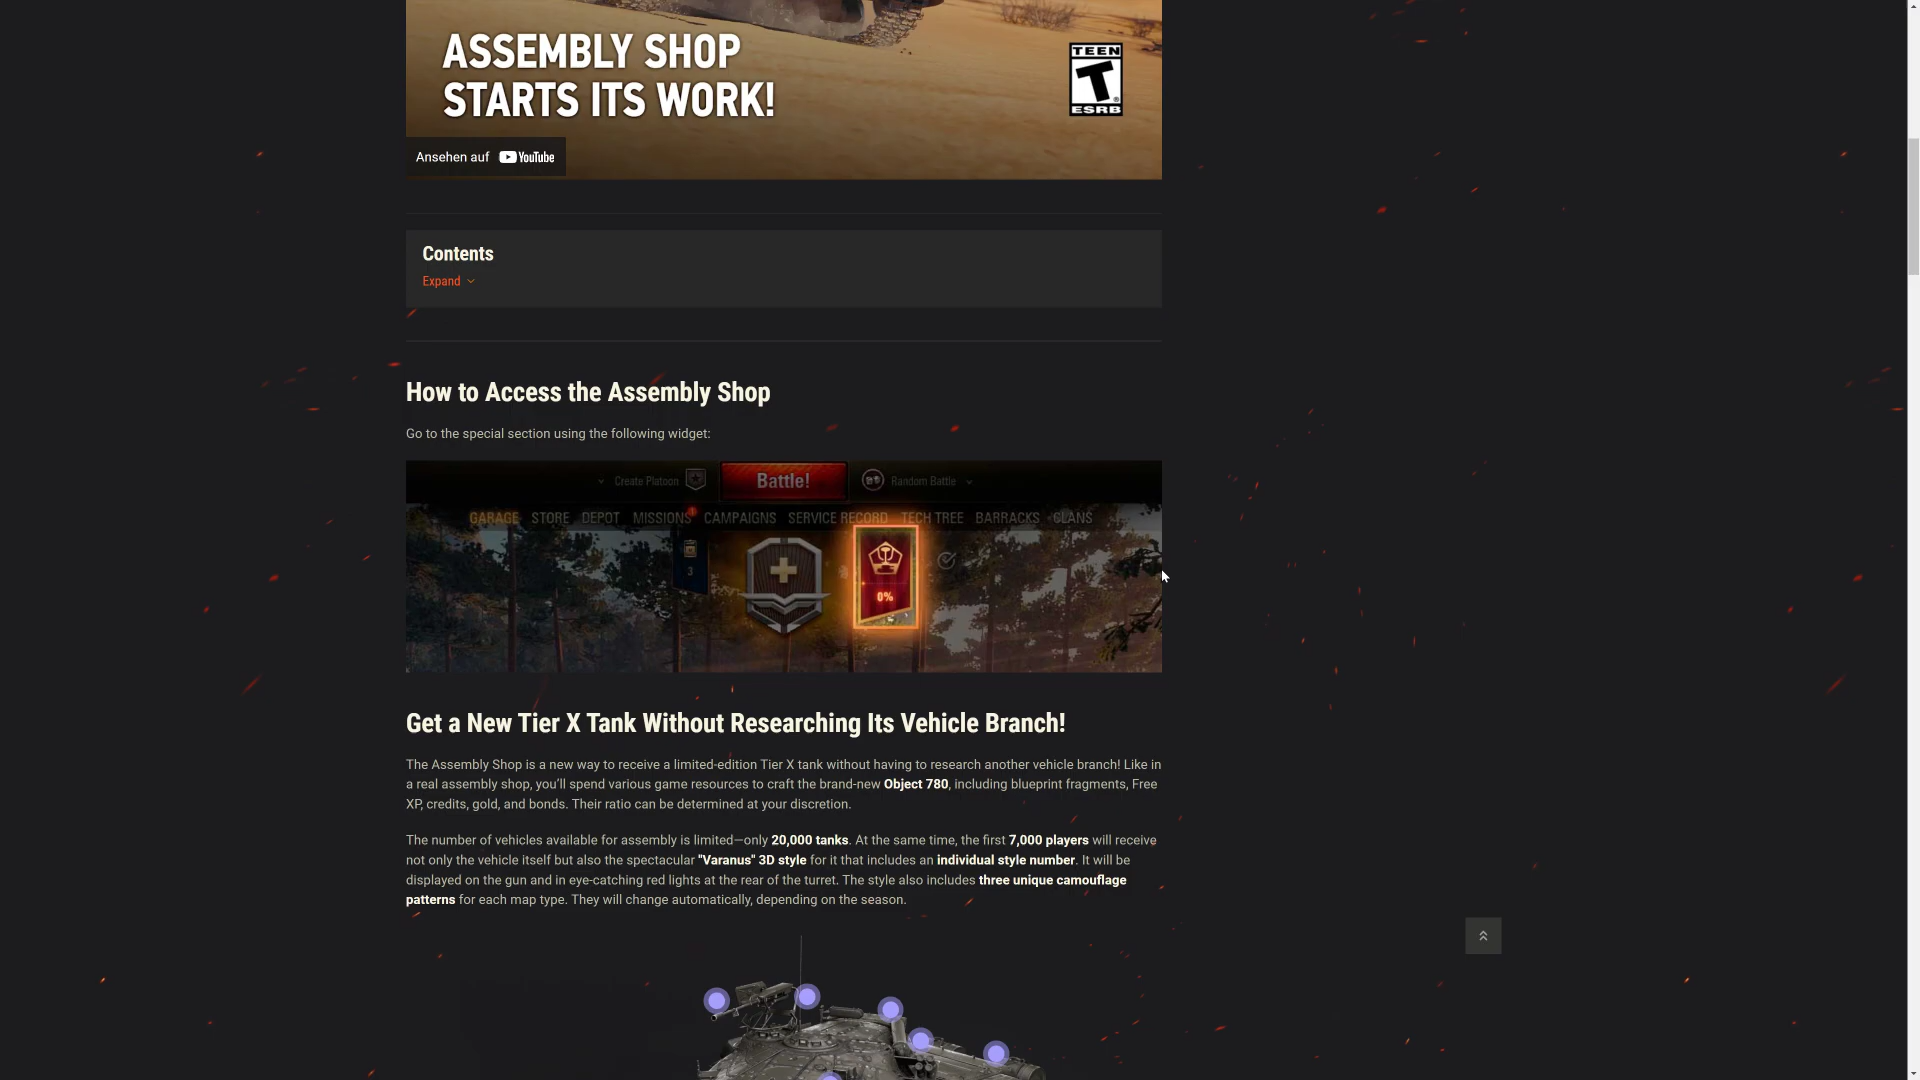 ASSEMBLY SHOP
STARTS ITS WORK!
TEEN
T
ESRB
Ansehen auf YouTube
Contents
Expand
How to Access the Assembly Shop
Go to the special section using the following widget:
Create Platoon Battle! Random Battle
GARAGE STORE DEPOT MISSIONS 1 CAMPAIGNS SERVICE RECORD TECH TREE BARRACKS CLANS
3
0%
Get a New Tier X Tank Without Researching Its Vehicle Branch!
The Assembly Shop is a new way to receive a limited-edition Tier X tank without having to research another vehicle branch! Like in
a real assembly shop, you’ll spend various game resources to craft the brand-new Object 780, including blueprint fragments, Free
XP, credits, gold, and bonds. Their ratio can be determined at your discretion.
The number of vehicles available for assembly is limited—only 20,000 tanks. At the same time, the first 7,000 players will receive
not only the vehicle itself but also the spectacular "Varanus" 3D style for it that includes an individual style number. It will be
displayed on the gun and in eye-catching red lights at the rear of the turret. The style also includes three unique camouflage
patterns for each map type. They will change automatically, depending on the season.